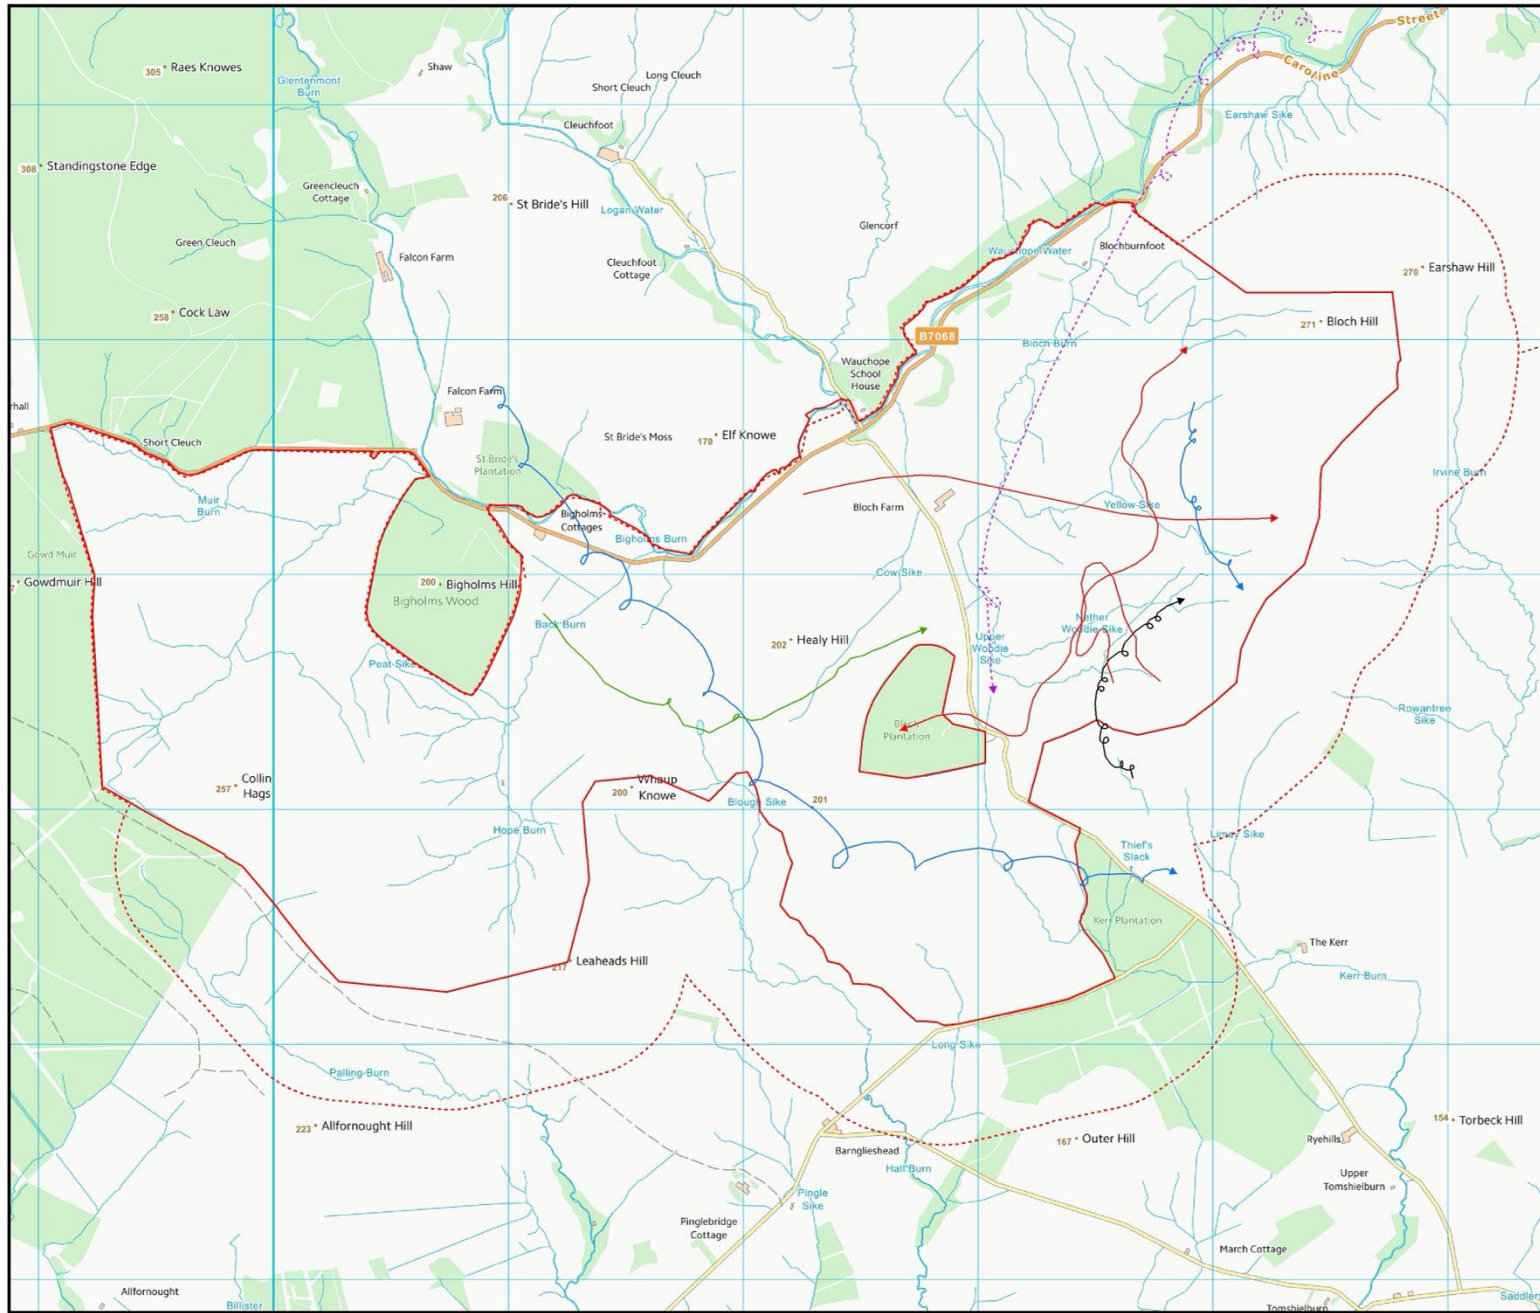 Street
Caroline
305 Raes Knowes
Shaw
Glentenmont
Burn
Long Cleuch
Short Cleuch
Cleuchfoot
Earshaw Sike
308 Standingstone Edge
Greencleuch
Cottage
206 St Bride's Hill
Logan Water
Glencorf
Green Cleuch
Falcon Farm
Cleuchfoot
Cottage
Wauchope Water
Blochburnfoot
270 Earshaw Hill
258 Cock Law
271 Bloch Hill
B7068
Bloch Burn
Wauchope
School
House
Falcon Farm
rhall
Short Cleuch
St Bride's Moss
170 Elf Knowe
St Bride's
Plantation
Irvine Burn
Muir
Burn
Bigholms
Cottages
Bloch Farm
Yellow Sike
Bigholms Burn
Gowd Muir
7 Gowdmuir Hill
200 Bigholms Hill
Bigholms Wood
Cow Sike
Back Burn
Nether
Woodie Sike
202 Healy Hill
Upper
Woodie
Sike
Peat Sike
Rowantree
Sike
Bloch
Plantation
257 Collin
Hags
200 Whaup
Knowe
Blough Sike
201
Hope Burn
Limey Sike
Thief's
Slack
Kerr Plantation
The Kerr
217 Leaheads Hill
Kerr Burn
Long Sike
Palling Burn
223 Allfornought Hill
154 Torbeck Hill
Barnglieshead
167 Outer Hill
Ryehills
Hall Burn
Upper
Tomshielburn
Pingle
Sike
Pinglebridge
Cottage
March Cottage
Allfornought
Billister
Tomshielburn
Saddler